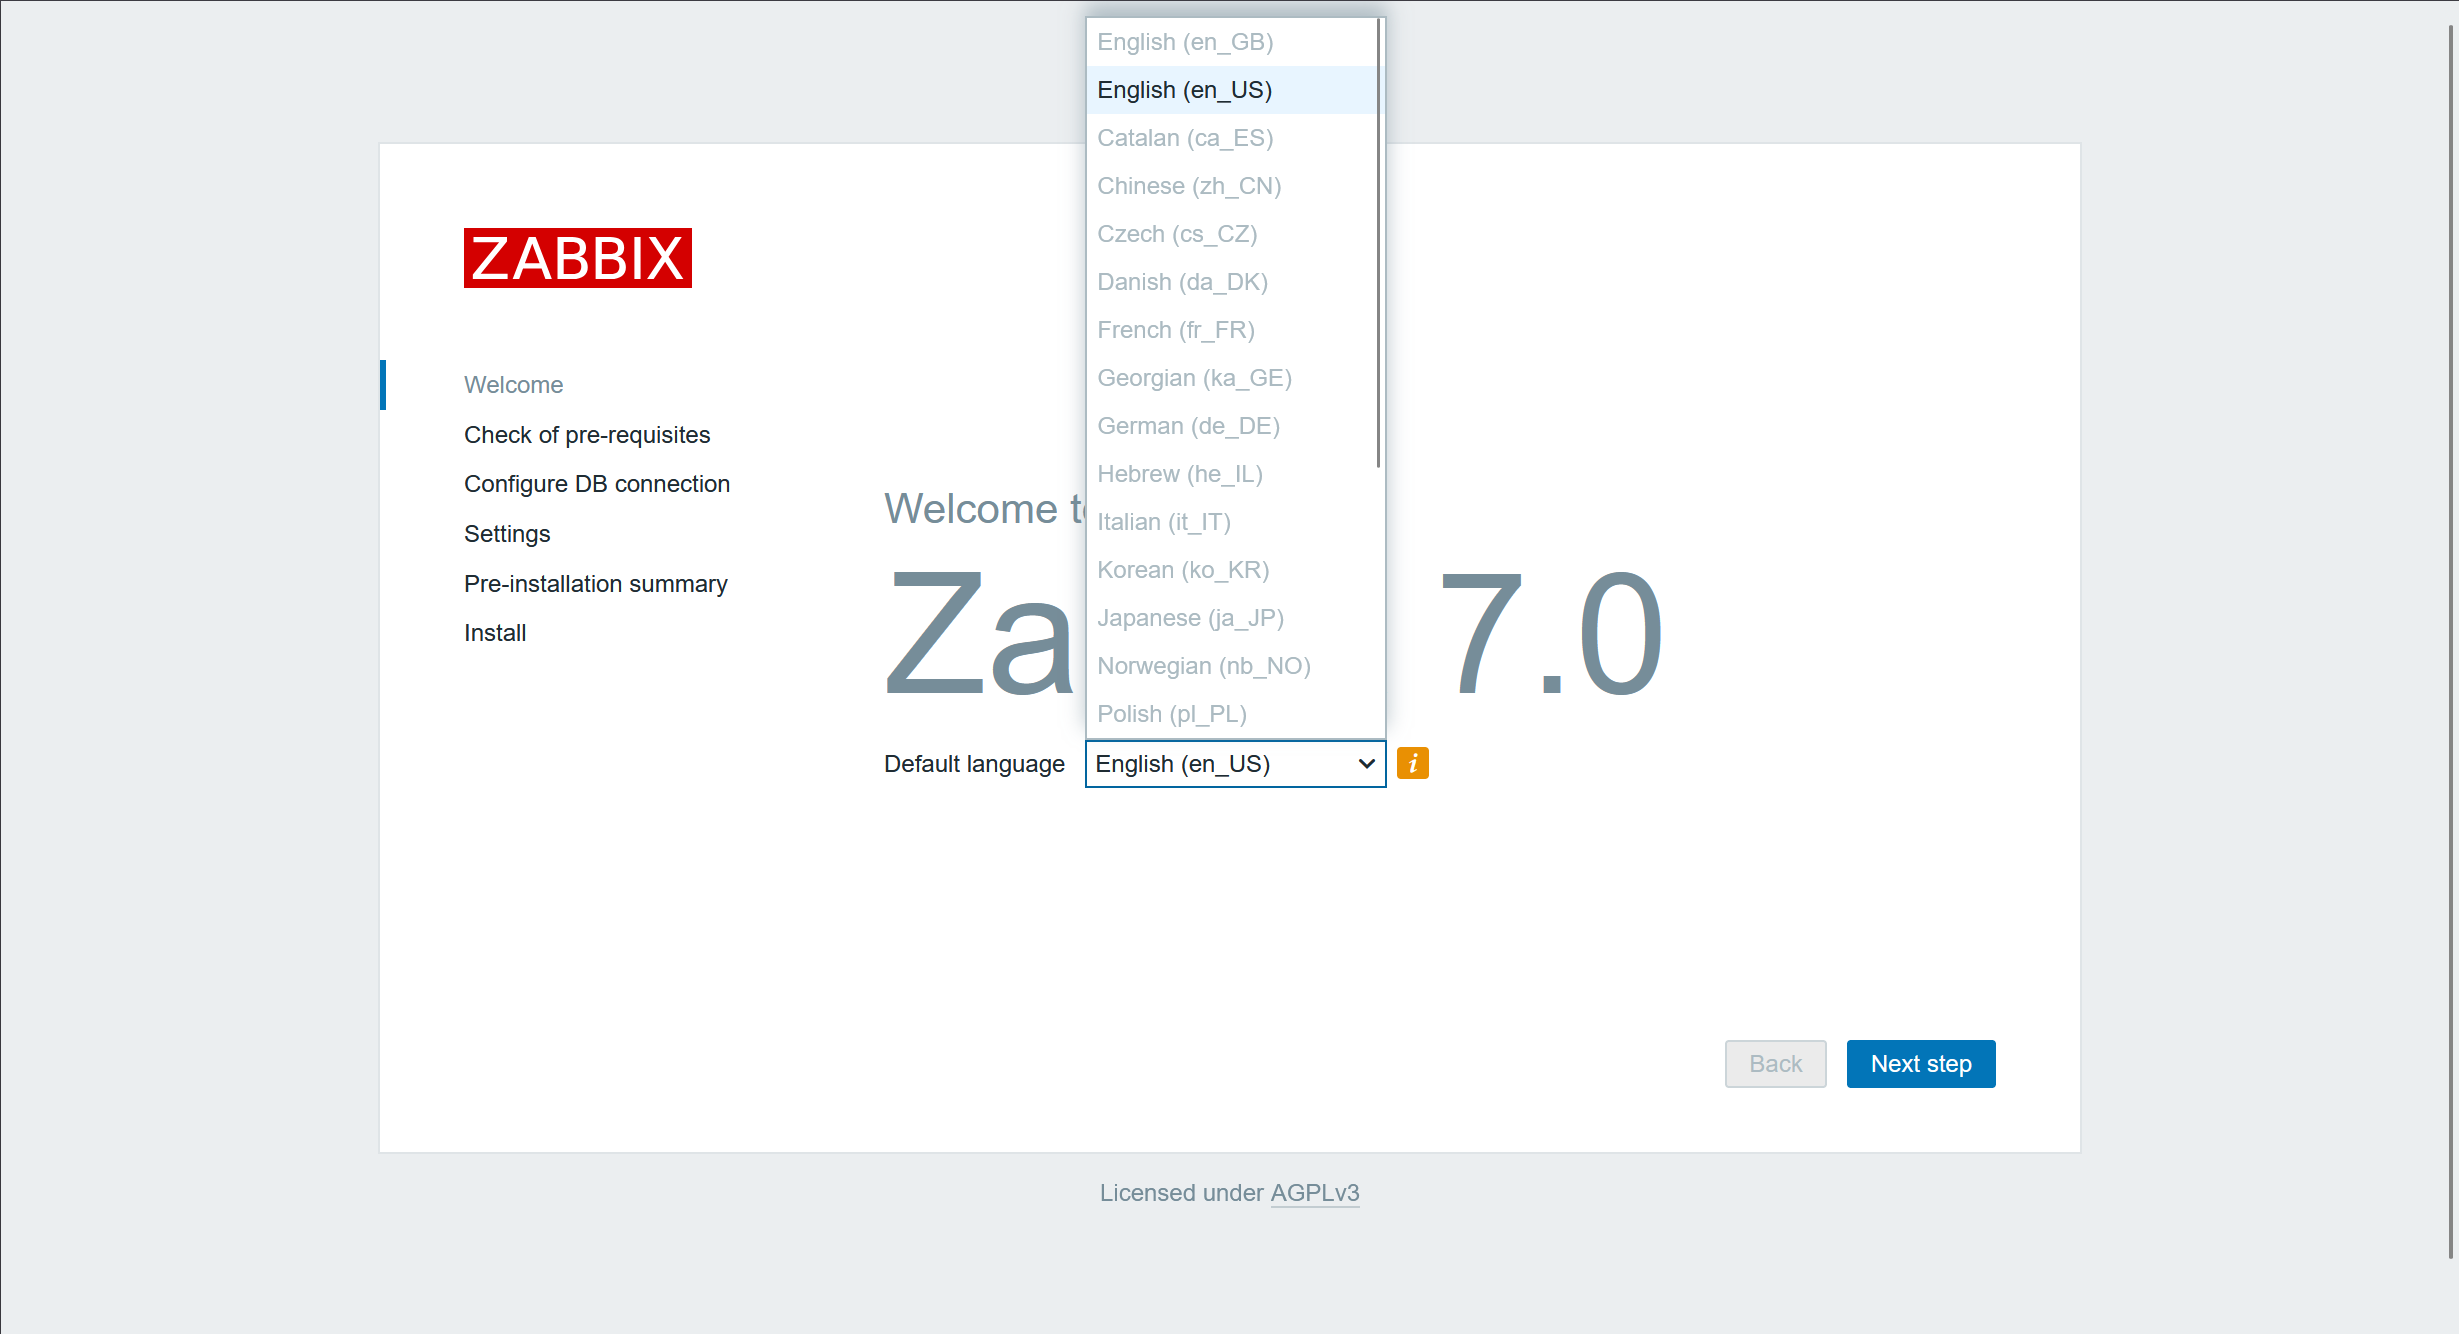 English (en_GB)
English (en_US)
Catalan (ca_ES)
Chinese (zh_CN)
Czech (cs_CZ)
Danish (da_DK)
French (fr_FR)
Georgian (ka_GE)
German (de_DE)
Hebrew (he_IL)
Italian (it_IT)
Korean (ko_KR)
Japanese (ja_JP)
Norwegian (nb_NO)
Polish (pl_PL)
ZABBIX
Welcome
Check of pre-requisites
Configure DB connection
Settings
Pre-installation summary
Install
Welcome to
Za 7.0
Default language English (en_US) i
Back Next step
Licensed under AGPLv3